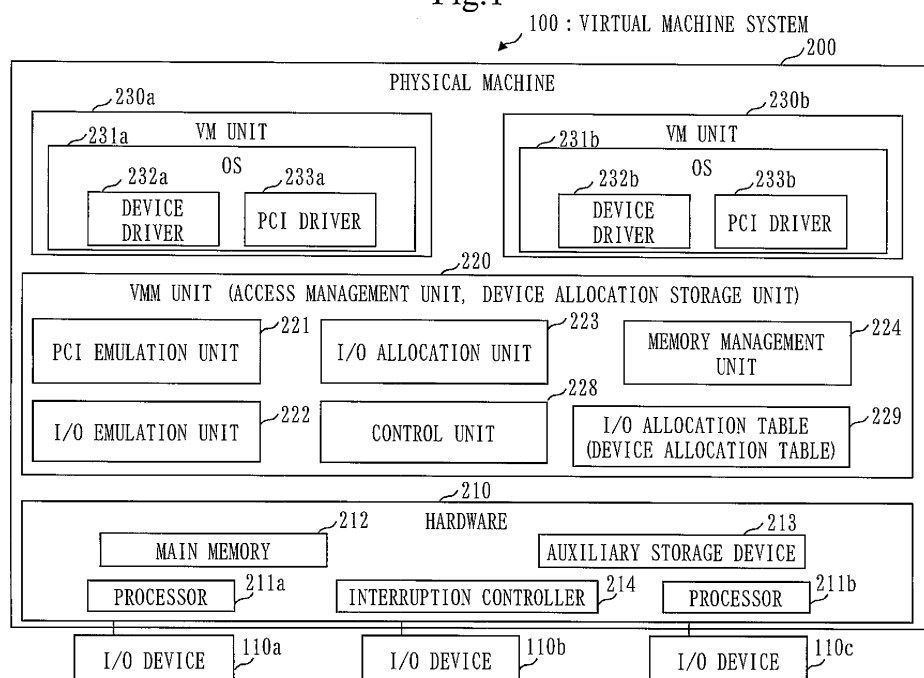 Fig.1
100 : VIRTUAL MACHINE SYSTEM
200
PHYSICAL MACHINE
230a
VM UNIT
231a
OS
232a
DEVICE
DRIVER
233a
PCI DRIVER
230b
VM UNIT
231b
OS
232b
DEVICE
DRIVER
233b
PCI DRIVER
220
VMM UNIT (ACCESS MANAGEMENT UNIT, DEVICE ALLOCATION STORAGE UNIT)
PCI EMULATION UNIT
221
I/O ALLOCATION UNIT
223
MEMORY MANAGEMENT
UNIT
224
I/O EMULATION UNIT
222
CONTROL UNIT
228
I/O ALLOCATION TABLE
(DEVICE ALLOCATION TABLE)
229
210
HARDWARE
212
MAIN MEMORY
213
AUXILIARY STORAGE DEVICE
PROCESSOR
211a
INTERRUPTION CONTROLLER
214
PROCESSOR
211b
I/O DEVICE
110a
I/O DEVICE
110b
I/O DEVICE
110c